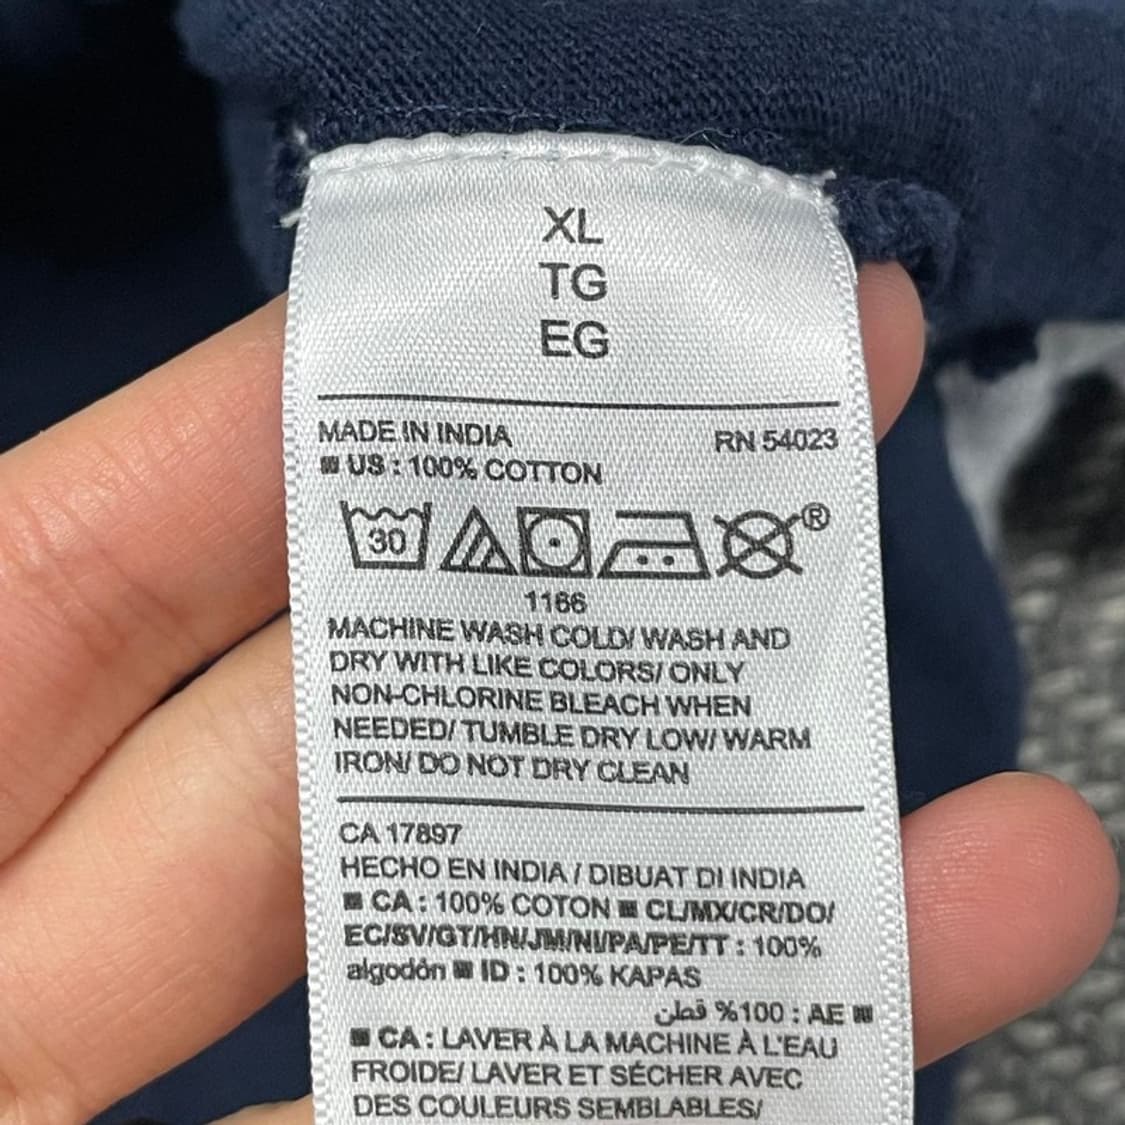 XL
TG
EG
MADE IN INDIA RN 54023
■ US : 100% COTTON
30 ®
1166
MACHINE WASH COLD/ WASH AND
DRY WITH LIKE COLORS/ ONLY
NON-CHLORINE BLEACH WHEN
NEEDED/ TUMBLE DRY LOW/ WARM
IRON/ DO NOT DRY CLEAN
CA 17897
HECHO EN INDIA / DIBUAT DI INDIA
■ CA : 100% COTON ■ CL/MX/CR/DO/
EC/SV/GT/HN/JM/NI/PA/PE/TT : 100%
algodón ■ ID : 100% KAPAS
■ AE : 100% قطن
■ CA : LAVER À LA MACHINE À L'EAU
FROIDE/ LAVER ET SÉCHER AVEC
DES COULEURS SEMBLABLES/